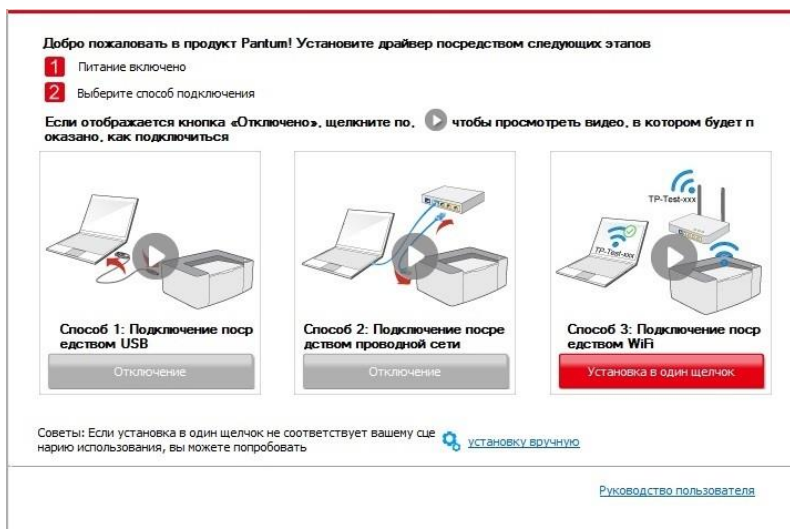 Добро пожаловать в продукт Pantum! Установите драйвер посредством следующих этапов
1 Питание включено
2 Выберите способ подключения
Если отображается кнопка «Отключено», щелкните по, чтобы просмотреть видео, в котором будет п
оказано, как подключиться
TP-Test-xxx
TP-Test-xxx
Способ 1: Подключение поср
едством USB
Отключение
Способ 2: Подключение посре
дством проводной сети
Отключение
Способ 3: Подключение поср
едством WiFi
Установка в один щелчок
Советы: Если установка в один щелчок не соответствует вашему сце
нарию использования, вы можете попробовать
установку вручную
Руководство пользователя